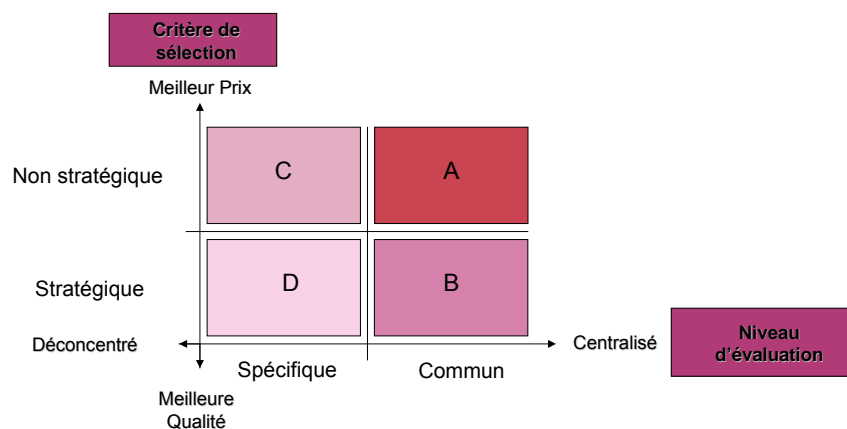 Critère de
sélection
Meilleur Prix
Non stratégique
C
A
Stratégique
D
B
Déconcentré
Centralisé
Niveau
d'évaluation
Spécifique
Commun
Meilleure
Qualité